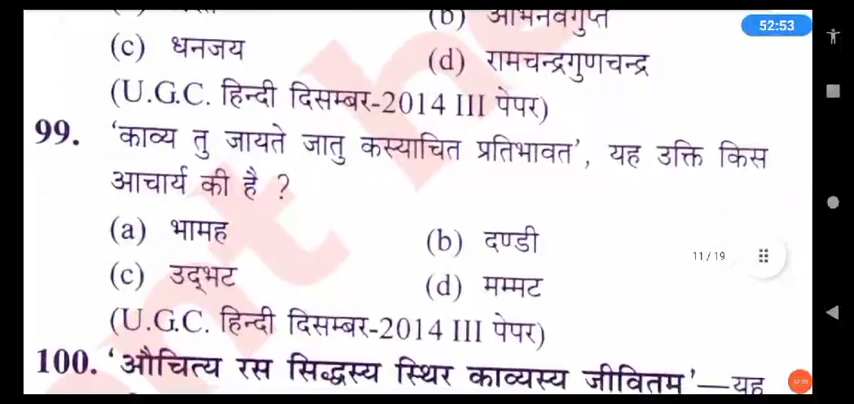 52:53
(b) अभिनवगुप्त
(c) धनजय
(d) रामचन्द्रगुणचन्द्र
(U.G.C. हिन्दी दिसम्बर-2014 III पेपर)
99. ‘काव्य तु जायते जातु कस्याचित प्रतिभावत’, यह उक्ति किस
आचार्य की है ?
(a) भामह
(b) दण्डी
(c) उद्भट
(d) मम्मट
11/19
(U.G.C. हिन्दी दिसम्बर-2014 III पेपर)
100. ‘औचित्य रस सिद्धस्य स्थिर काव्यस्य जीवितम’—यह